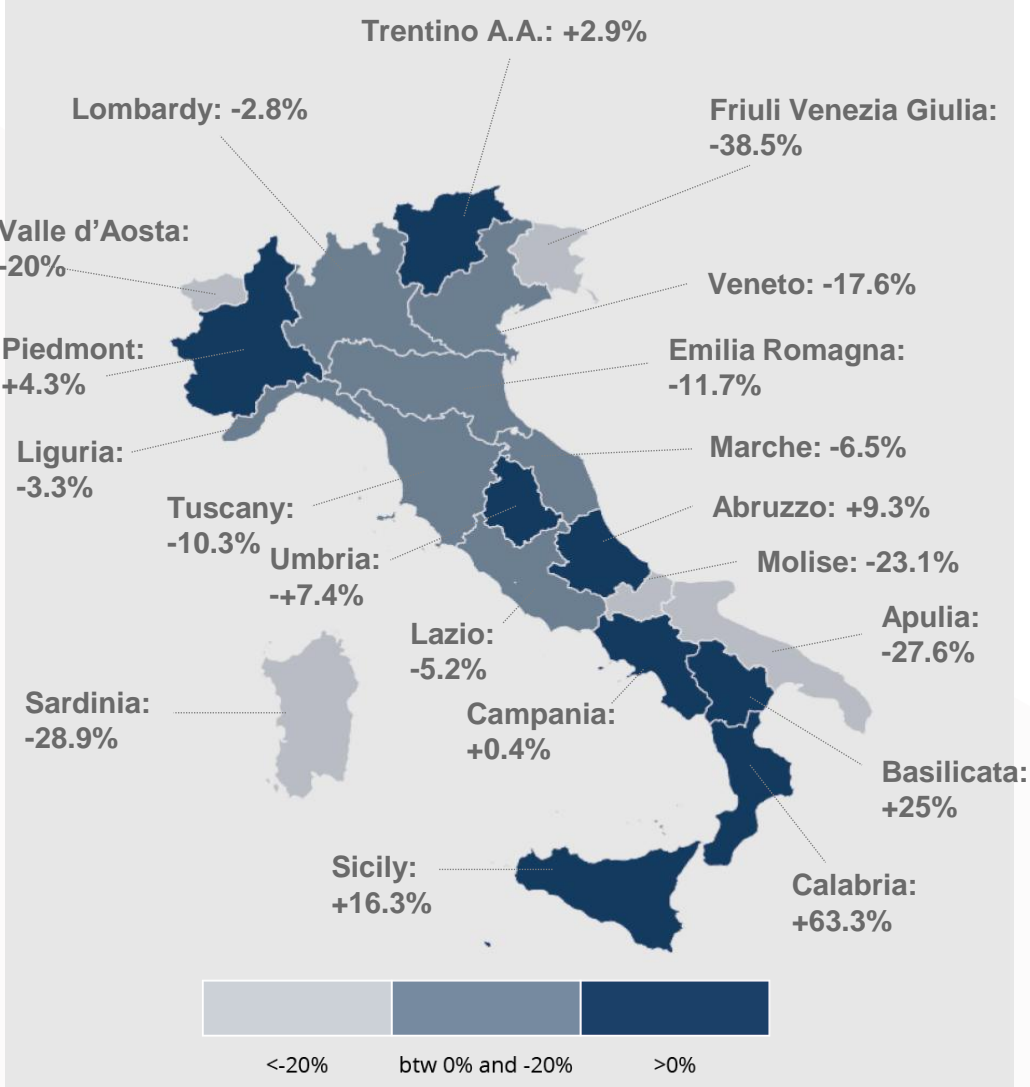 Trentino A.A.: +2.9%
Lombardy: -2.8%
Friuli Venezia Giulia:
-38.5%
Valle d’Aosta:
-20%
Veneto: -17.6%
Piedmont:
+4.3%
Emilia Romagna:
-11.7%
Liguria:
-3.3%
Marche: -6.5%
Tuscany:
-10.3%
Abruzzo: +9.3%
Umbria:
-+7.4%
Molise: -23.1%
Apulia:
-27.6%
Lazio:
-5.2%
Sardinia:
-28.9%
Campania:
+0.4%
Basilicata:
+25%
Sicily:
+16.3%
Calabria:
+63.3%
<-20%
btw 0% and -20%
>0%